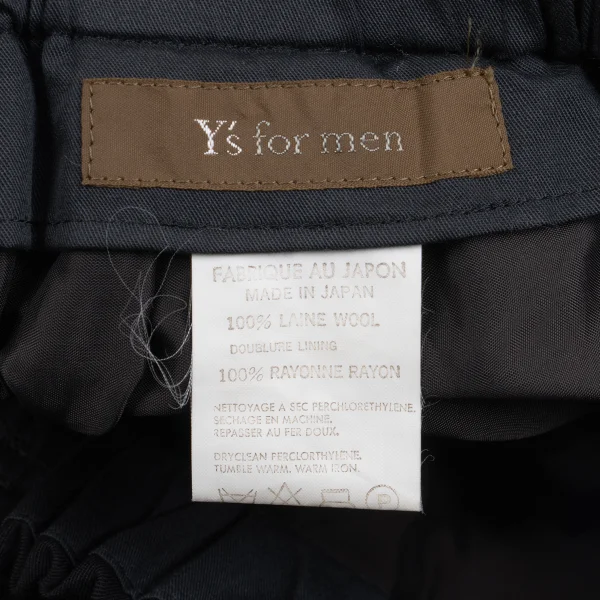 Y's for men
FABRIQUE AU JAPON
MADE IN JAPAN
100% LAINE WOOL
DOUBLURE LINING
100% RAYONNE RAYON
NETTOYAGE A SEC PERCHLORETHYLENE.
SECHAGE EN MACHINE.
REPASSER AU FER DOUX.
DRYCLEAN PERCLORTHYLENE.
TUMBLE WARM. WARM IRON.
P